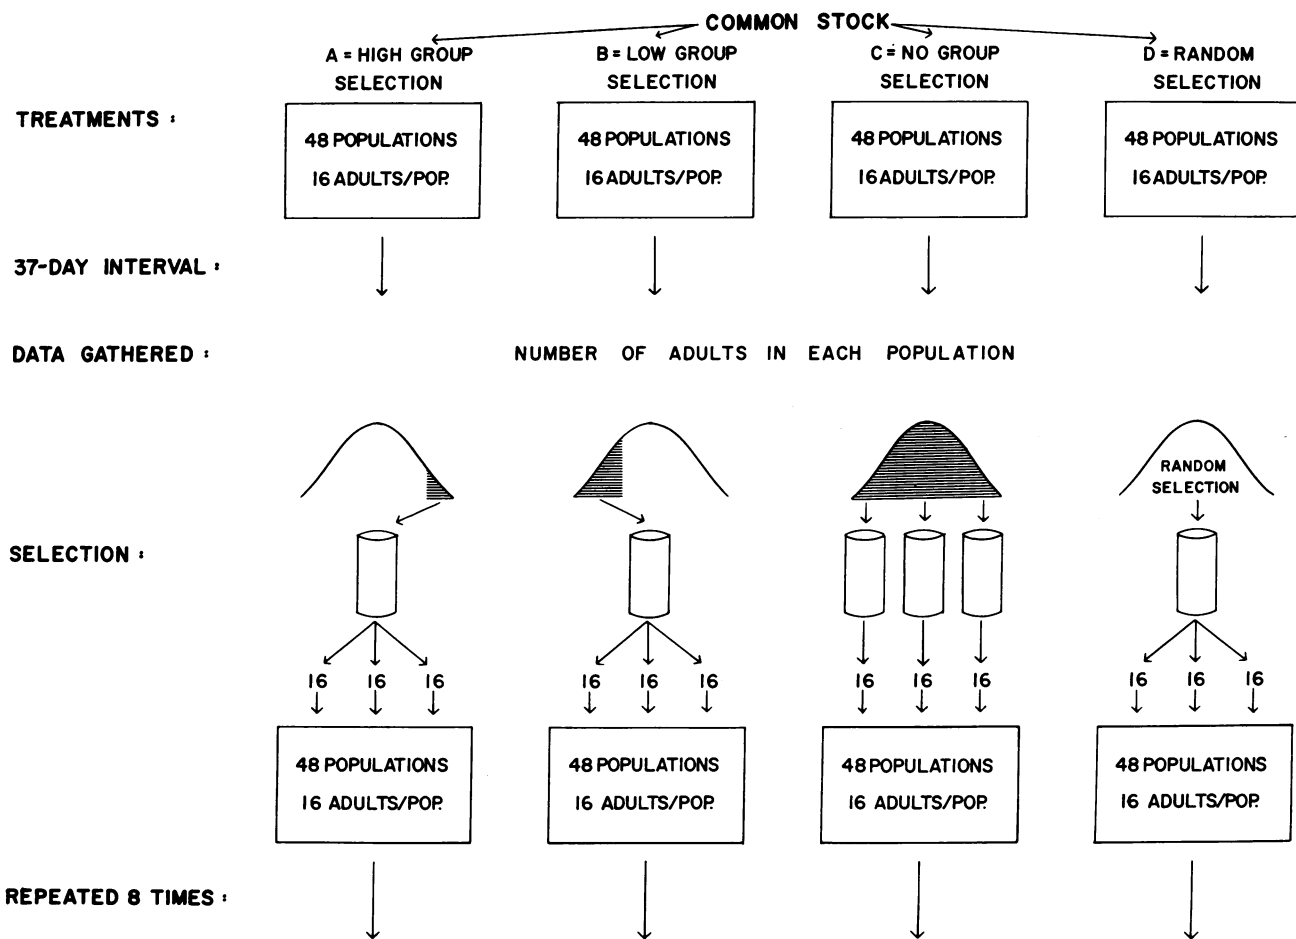 COMMON STOCK
A = HIGH GROUP SELECTION
B = LOW GROUP SELECTION
C = NO GROUP SELECTION
D = RANDOM SELECTION
TREATMENTS :
48 POPULATIONS
16 ADULTS/POP.
48 POPULATIONS
16 ADULTS/POP.
48 POPULATIONS
16 ADULTS/POP.
48 POPULATIONS
16 ADULTS/POP.
37-DAY INTERVAL :
DATA GATHERED :
NUMBER OF ADULTS IN EACH POPULATION
RANDOM
SELECTION
SELECTION :
16 16 16
16 16 16
16 16 16
16 16 16
48 POPULATIONS
16 ADULTS/POP.
48 POPULATIONS
16 ADULTS/POP.
48 POPULATIONS
16 ADULTS/POP.
48 POPULATIONS
16 ADULTS/POP.
REPEATED 8 TIMES :